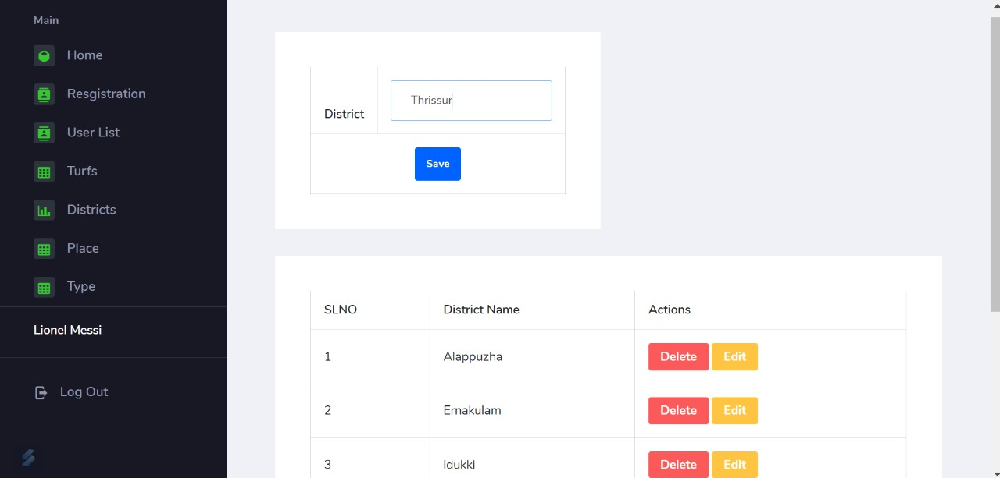 Main
Home
Resgistration
User List
Turfs
Districts
Place
Type
Lionel Messi
Log Out
District Thrissur
Save
SLNO District Name Actions
1 Alappuzha Delete Edit
2 Ernakulam Delete Edit
3 idukki Delete Edit